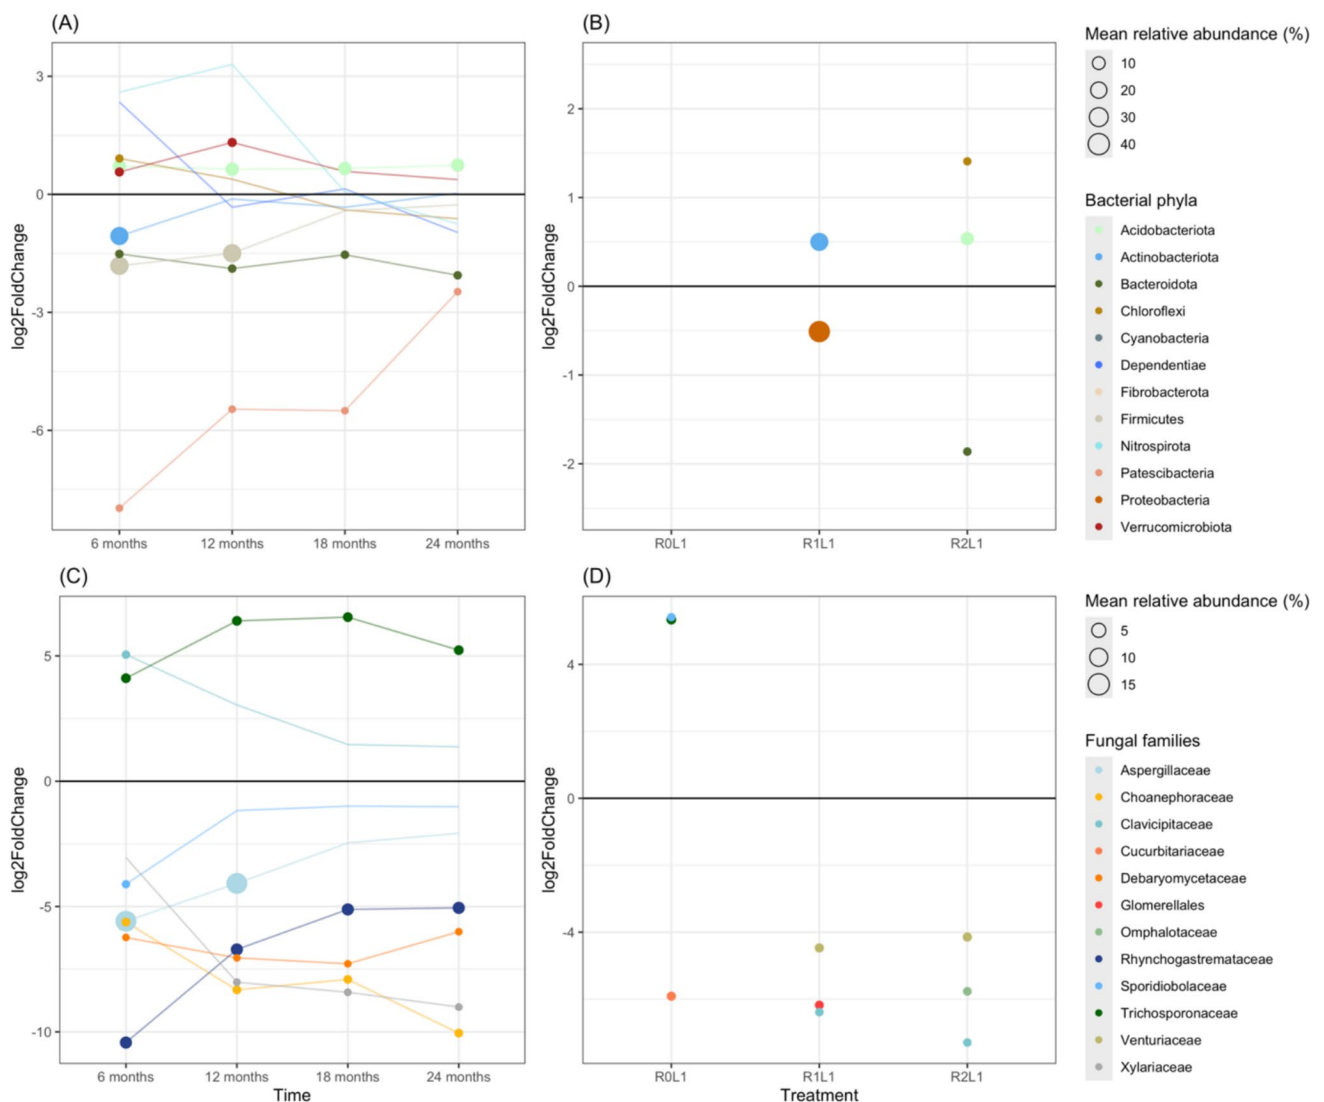 (A)
3
0
-3
-6
log2FoldChange
6 months 12 months 18 months 24 months
(B)
2
1
0
-1
-2
log2FoldChange
R0L1 R1L1 R2L1
Mean relative abundance (%)
10
20
30
40
Bacterial phyla
Acidobacteriota
Actinobacteriota
Bacteroidota
Chloroflexi
Cyanobacteria
Dependentiae
Fibrobacterota
Firmicutes
Nitrospirota
Patescibacteria
Proteobacteria
Verrucomicrobiota
(C)
5
0
-5
-10
log2FoldChange
6 months 12 months 18 months 24 months
Time
(D)
4
0
-4
log2FoldChange
R0L1 R1L1 R2L1
Treatment
Mean relative abundance (%)
5
10
15
Fungal families
Aspergillaceae
Choanephoraceae
Clavicipitaceae
Cucurbitariaceae
Debaryomycetaceae
Glomerellales
Omphalotaceae
Rhynchogastremataceae
Sporidiobolaceae
Trichosporonaceae
Venturiaceae
Xylariaceae